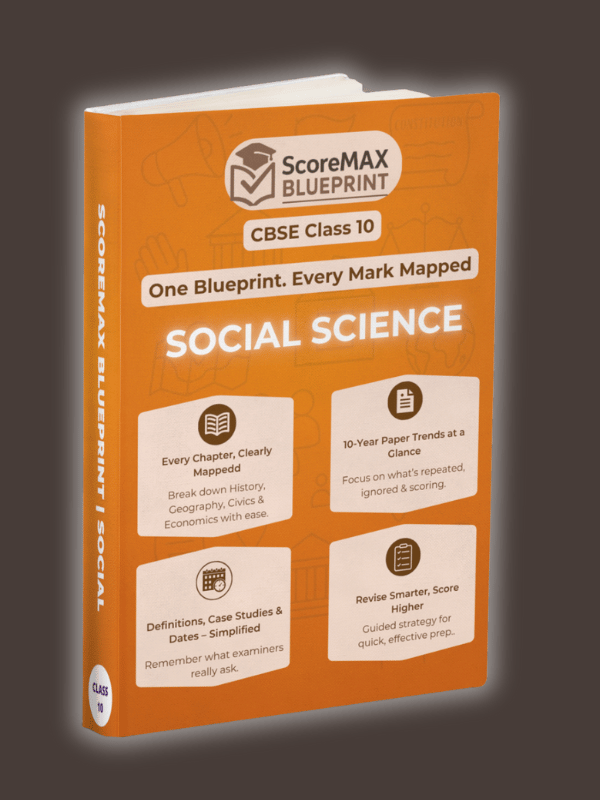 ScoreMAX
BLUEPRINT
CBSE Class 10
One Blueprint. Every Mark Mapped
SOCIAL SCIENCE
Every Chapter, Clearly
Mappedd
Break down History,
Geography, Civics &
Economics with ease.
10-Year Paper Trends at a
Glance
Focus on what's repeated,
ignored & scoring.
Definitions, Case Studies &
Dates – Simplified
Remember what examiners
really ask.
Revise Smarter, Score
Higher
Guided strategy for
quick, effective prep..
SCOREMAX BLUEPRINT | SOCIAL
CLASS
10